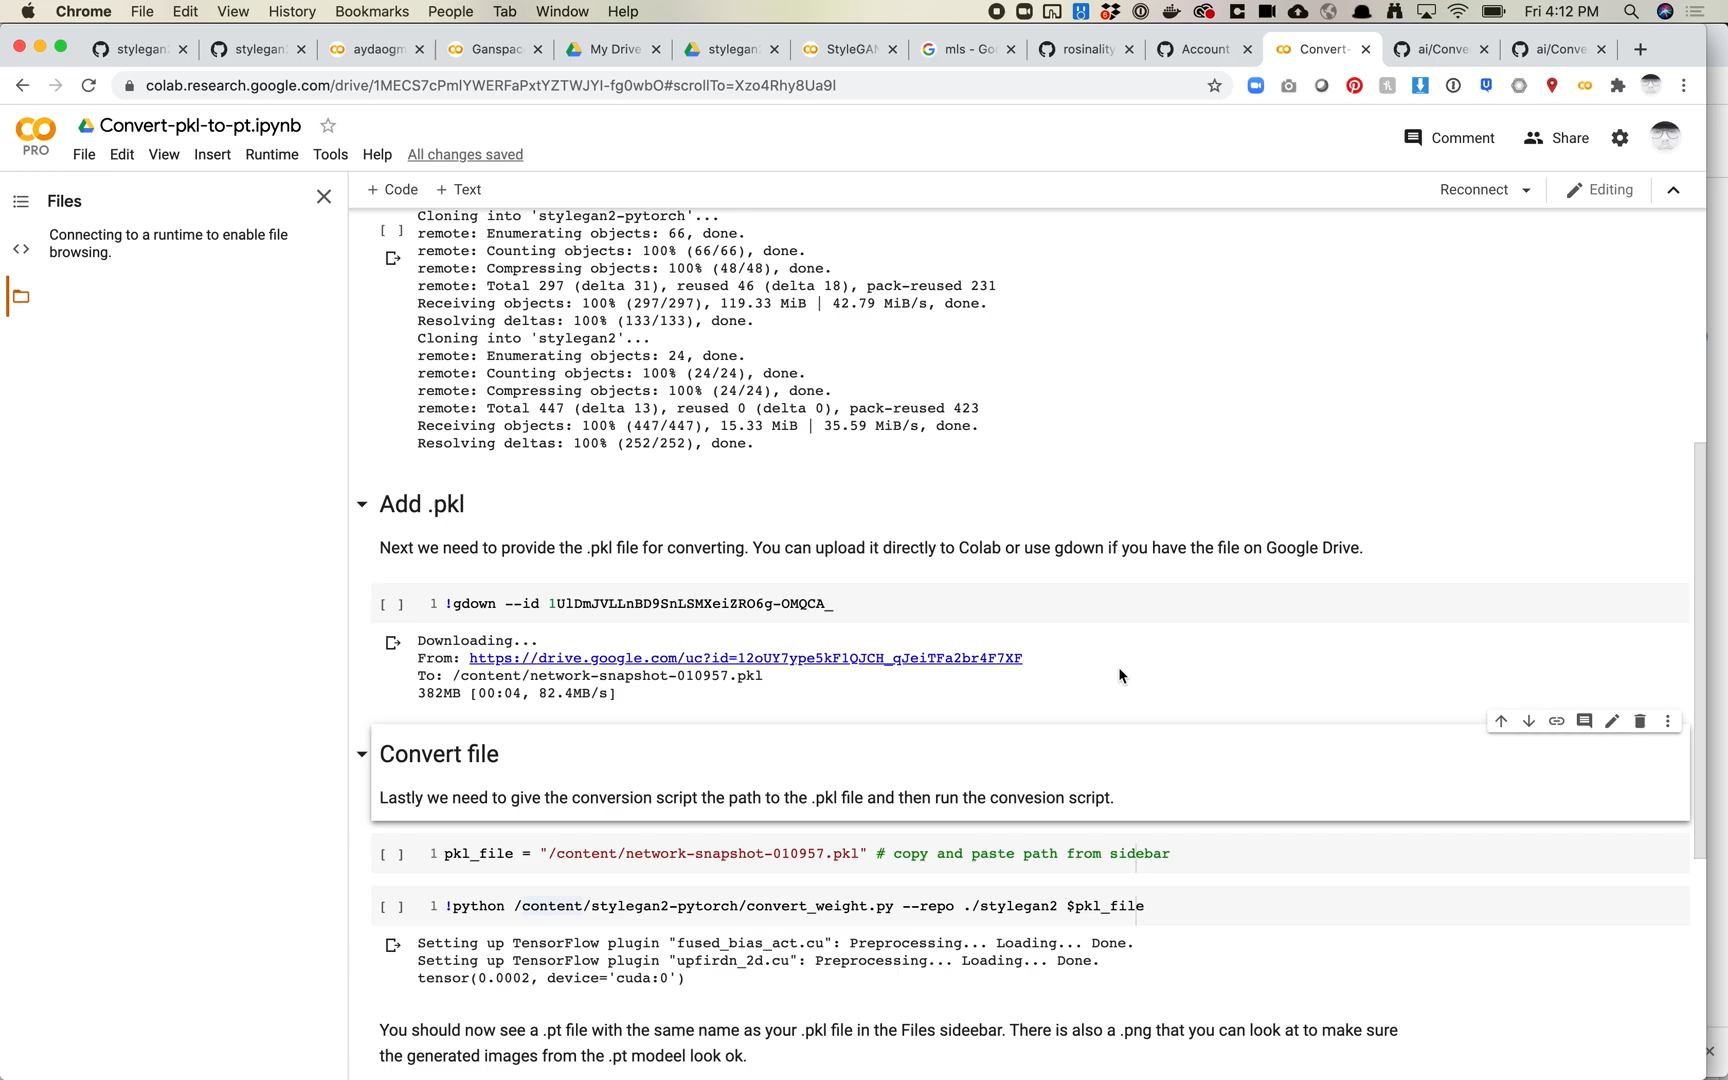 Chrome File Edit View History Bookmarks People Tab Window Help Fri 4:12 PM
stylegan stylegan aydaogm Ganspac My Drive stylegan StyleGAN mls - Go rosinality Account Convert- ai/Conve ai/Conve
colab.research.google.com/drive/1MECS7cPmlYWERFaPxtYZTWJYI-fg0wbO#scrollTo=Xzo4Rhy8Ua9l
PRO
Convert-pkl-to-pt.ipynb
Comment Share
File Edit View Insert Runtime Tools Help All changes saved
Files
Connecting to a runtime to enable file
browsing.
+ Code + Text
Reconnect Editing
Cloning into 'stylegan2-pytorch'...
[ ] remote: Enumerating objects: 66, done.
remote: Counting objects: 100% (66/66), done.
remote: Compressing objects: 100% (48/48), done.
remote: Total 297 (delta 31), reused 46 (delta 18), pack-reused 231
Receiving objects: 100% (297/297), 119.33 MiB | 42.79 MiB/s, done.
Resolving deltas: 100% (133/133), done.
Cloning into 'stylegan2'...
remote: Enumerating objects: 24, done.
remote: Counting objects: 100% (24/24), done.
remote: Compressing objects: 100% (24/24), done.
remote: Total 447 (delta 13), reused 0 (delta 0), pack-reused 423
Receiving objects: 100% (447/447), 15.33 MiB | 35.59 MiB/s, done.
Resolving deltas: 100% (252/252), done.
Add .pkl
Next we need to provide the .pkl file for converting. You can upload it directly to Colab or use gdown if you have the file on Google Drive.
[ ] 1 !gdown --id 1UlDmJVLLnBD9SnLSMXeiZRO6g-OMQCA_
Downloading...
From: https://drive.google.com/uc?id=12oUY7ype5kF1QJCH_qJeiTFa2br4F7XF
To: /content/network-snapshot-010957.pkl
382MB [00:04, 82.4MB/s]
Convert file
Lastly we need to give the conversion script the path to the .pkl file and then run the convesion script.
[ ] 1 pkl_file = "/content/network-snapshot-010957.pkl" # copy and paste path from sidebar
[ ] 1 !python /content/stylegan2-pytorch/convert_weight.py --repo ./stylegan2 $pkl_file
Setting up TensorFlow plugin "fused_bias_act.cu": Preprocessing... Loading... Done.
Setting up TensorFlow plugin "upfirdn_2d.cu": Preprocessing... Loading... Done.
tensor(0.0002, device='cuda:0')
You should now see a .pt file with the same name as your .pkl file in the Files sideebar. There is also a .png that you can look at to make sure
the generated images from the .pt modeel look ok.